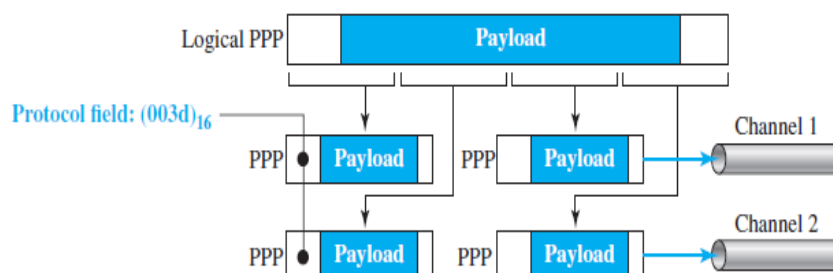 Logical PPP Payload
Protocol field: (003d)16
Channel 1
PPP Payload PPP Payload
Channel 2
PPP Payload PPP Payload